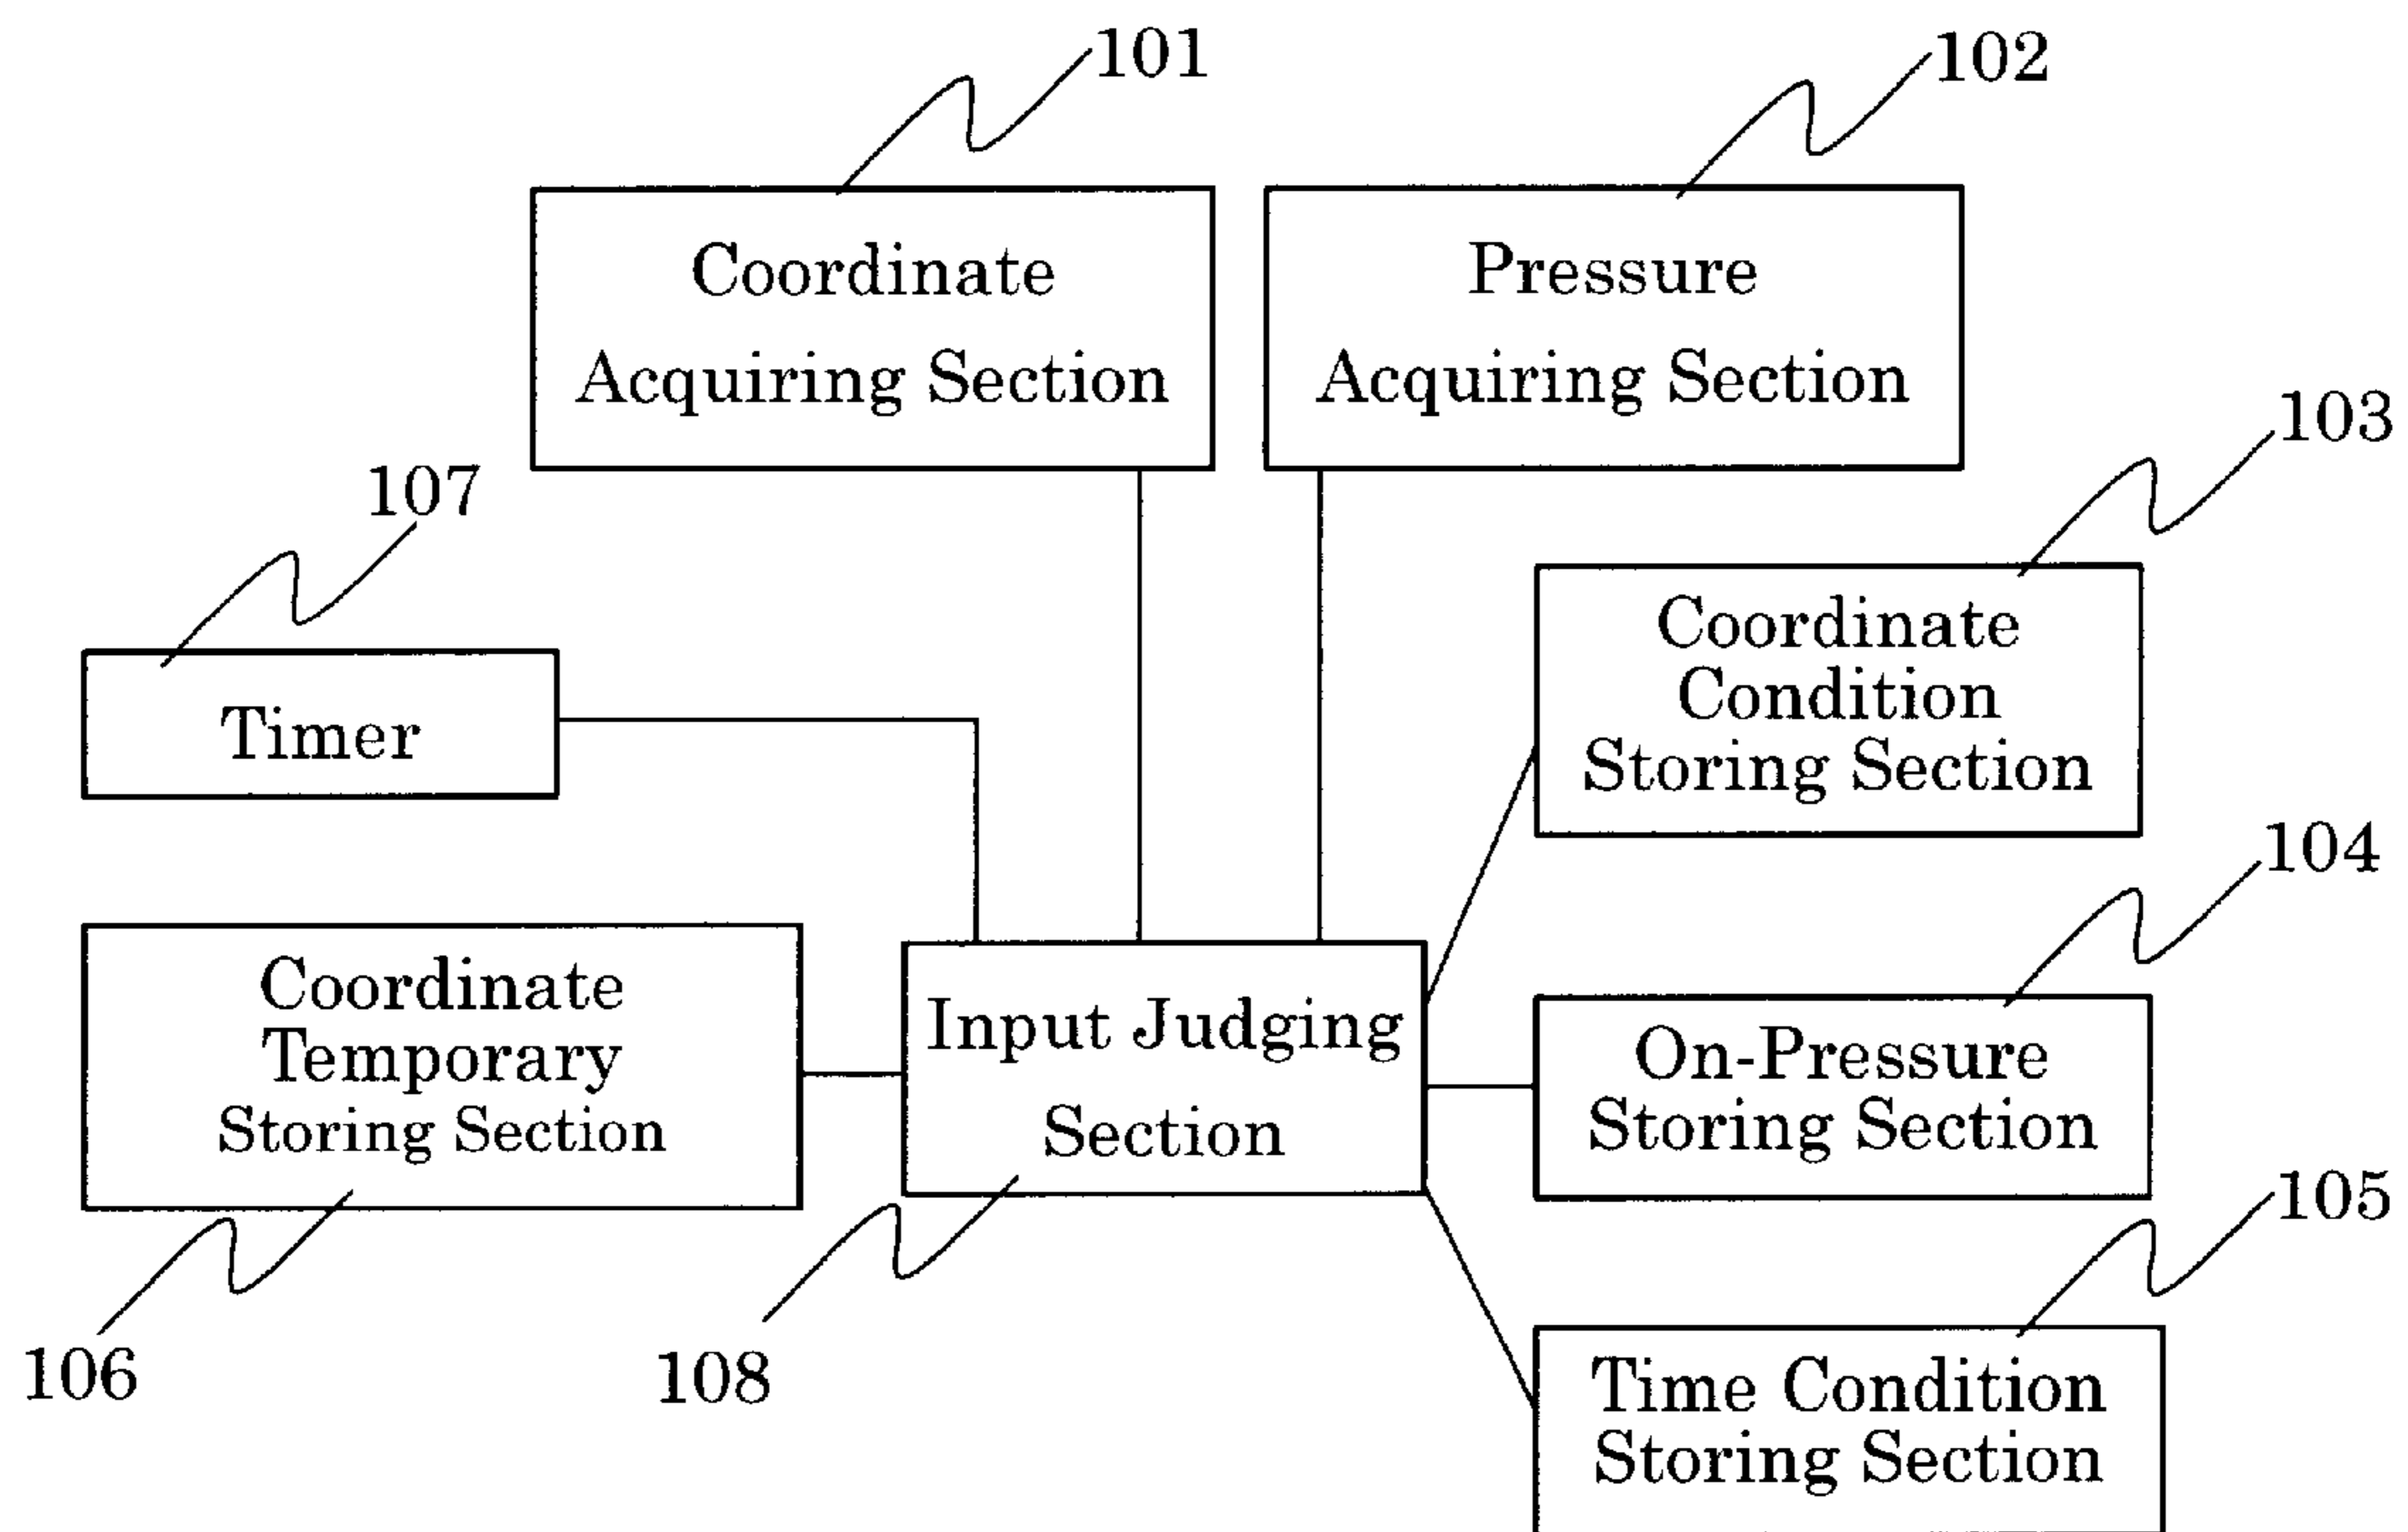 101
102
Coordinate
Acquiring Section
Pressure
Acquiring Section
103
107
Coordinate
Condition
Storing Section
Timer
104
Coordinate
Temporary
Storing Section
Input Judging
Section
On-Pressure
Storing Section
105
106
108
Time Condition
Storing Section